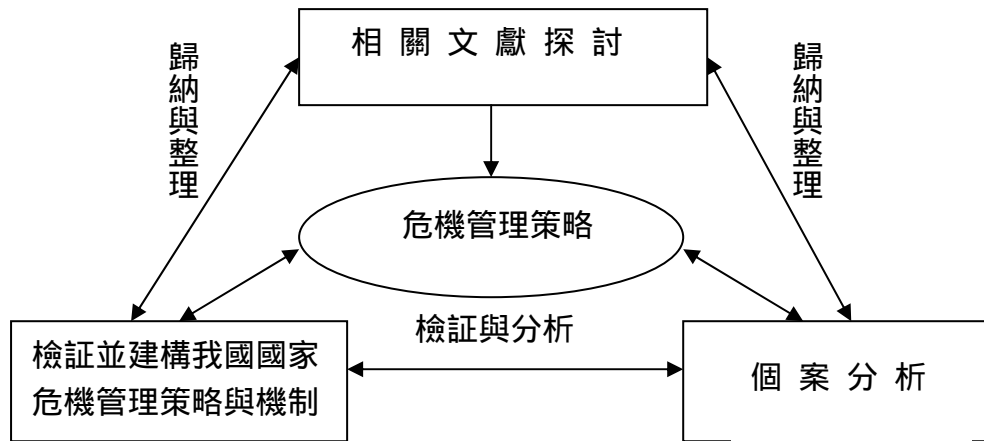 相關文獻探討
歸納與整理
歸納與整理
危機管理策略
檢証與分析
檢証並建構我國國家
危機管理策略與機制
個案分析